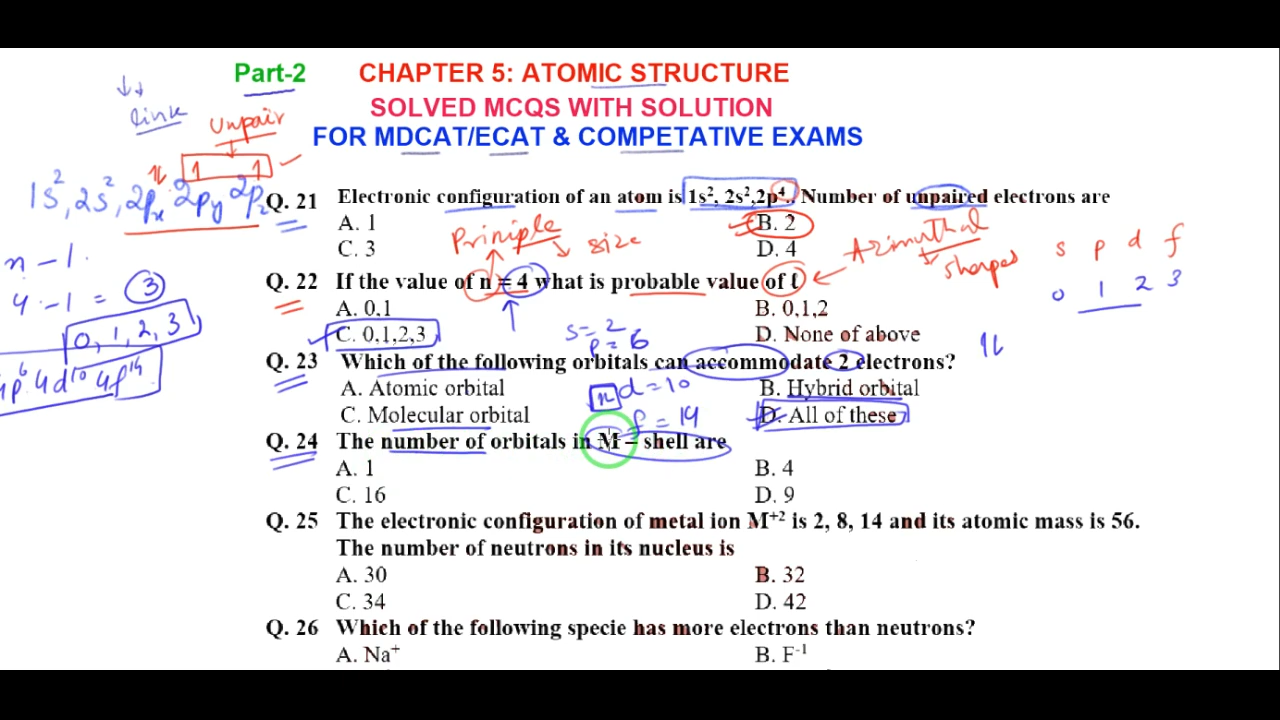 Part-2 CHAPTER 5: ATOMIC STRUCTURE
SOLVED MCQS WITH SOLUTION
FOR MDCAT/ECAT & COMPETATIVE EXAMS
link
unpair
1 1
1s², 2s², 2pₓ 2py 2pz
Q. 21 Electronic configuration of an atom is 1s², 2s²,2p⁴. Number of unpaired electrons are
A. 1 B. 2
C. 3 D. 4
Priniple size
Azimuthal shapes
s p d f
0 1 2 3
n - 1.
4 - 1 = 3
0, 1, 2, 3
4p⁶ 4d¹⁰ 4f¹⁴
Q. 22 If the value of n = 4 what is probable value of ℓ
A. 0,1 B. 0,1,2
C. 0,1,2,3 D. None of above
s = 2
p = 6
d = 10
f = 14
Q. 23 Which of the following orbitals can accommodate 2 electrons?
A. Atomic orbital B. Hybrid orbital
C. Molecular orbital D. All of these
Q. 24 The number of orbitals in M – shell are
A. 1 B. 4
C. 16 D. 9
Q. 25 The electronic configuration of metal ion M⁺² is 2, 8, 14 and its atomic mass is 56.
The number of neutrons in its nucleus is
A. 30 B. 32
C. 34 D. 42
Q. 26 Which of the following specie has more electrons than neutrons?
A. Na⁺ B. F⁻¹